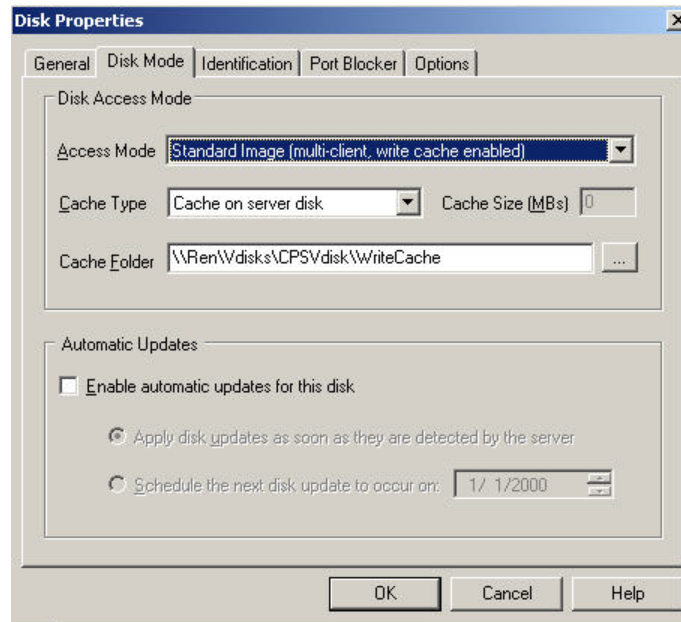 Disk Properties
General Disk Mode Identification Port Blocker Options
Disk Access Mode
Access Mode Standard Image (multi-client, write cache enabled)
Cache Type Cache on server disk Cache Size (MBs) 0
Cache Folder \\Ren\Vdisks\CPSVdisk\WriteCache ...
Automatic Updates
Enable automatic updates for this disk
Apply disk updates as soon as they are detected by the server
Schedule the next disk update to occur on: 1/ 1/2000
OK Cancel Help